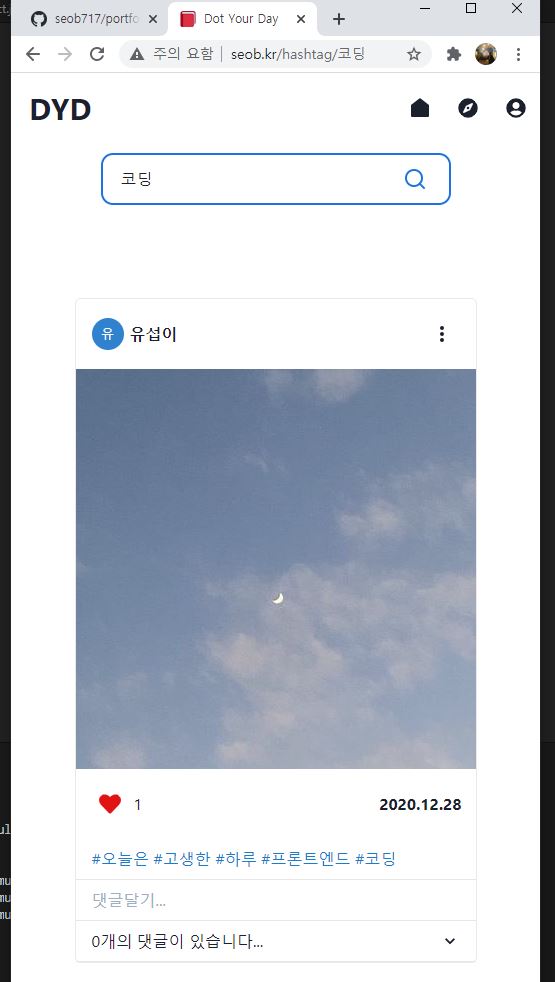 seob717/portfo
Dot Your Day
주의 요함 | seob.kr/hashtag/코딩
DYD
코딩
유 유섭이
1 2020.12.28
#오늘은 #고생한 #하루 #프론트엔드 #코딩
댓글달기...
0개의 댓글이 있습니다...